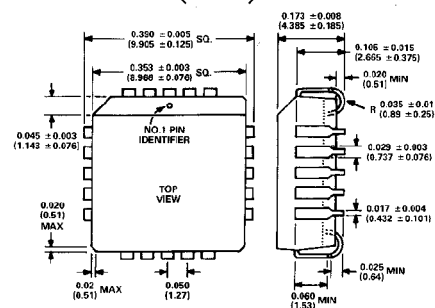 0.390 ±0.005 SQ.
(9.905 ±0.125)
0.353 ±0.003 SQ.
(8.966 ±0.076)
0.173 ±0.008
(4.385 ±0.185)
0.105 ±0.015
(2.665 ±0.375)
0.020 MIN
(0.51)
R 0.035 ±0.01
(0.89 ±0.25)
0.045 ±0.003
(1.143 ±0.076)
NO.1 PIN
IDENTIFIER
0.029 ±0.003
(0.737 ±0.076)
TOP
VIEW
0.020
(0.51)
MAX
0.017 ±0.004
(0.432 ±0.101)
0.02 MAX
(0.51)
0.050
(1.27)
0.025 MIN
(0.64)
0.060 MIN
(1.53)